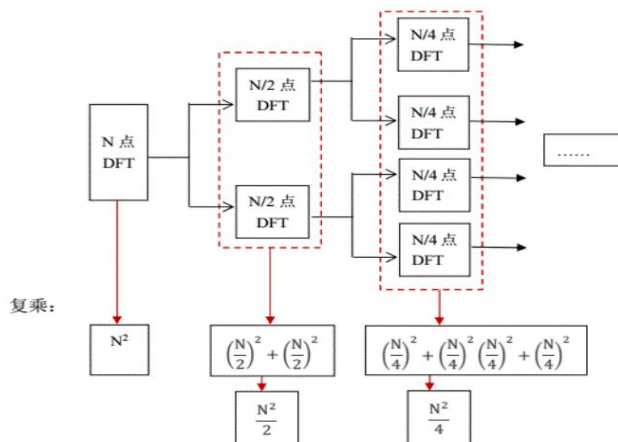 N 点
DFT
N/2 点
DFT
N/2 点
DFT
N/4 点
DFT
N/4 点
DFT
N/4 点
DFT
N/4 点
DFT
......
复乘：
N²
(N/2)² + (N/2)²
(N/4)² + (N/4)² (N/4)² + (N/4)²
N²/2
N²/4